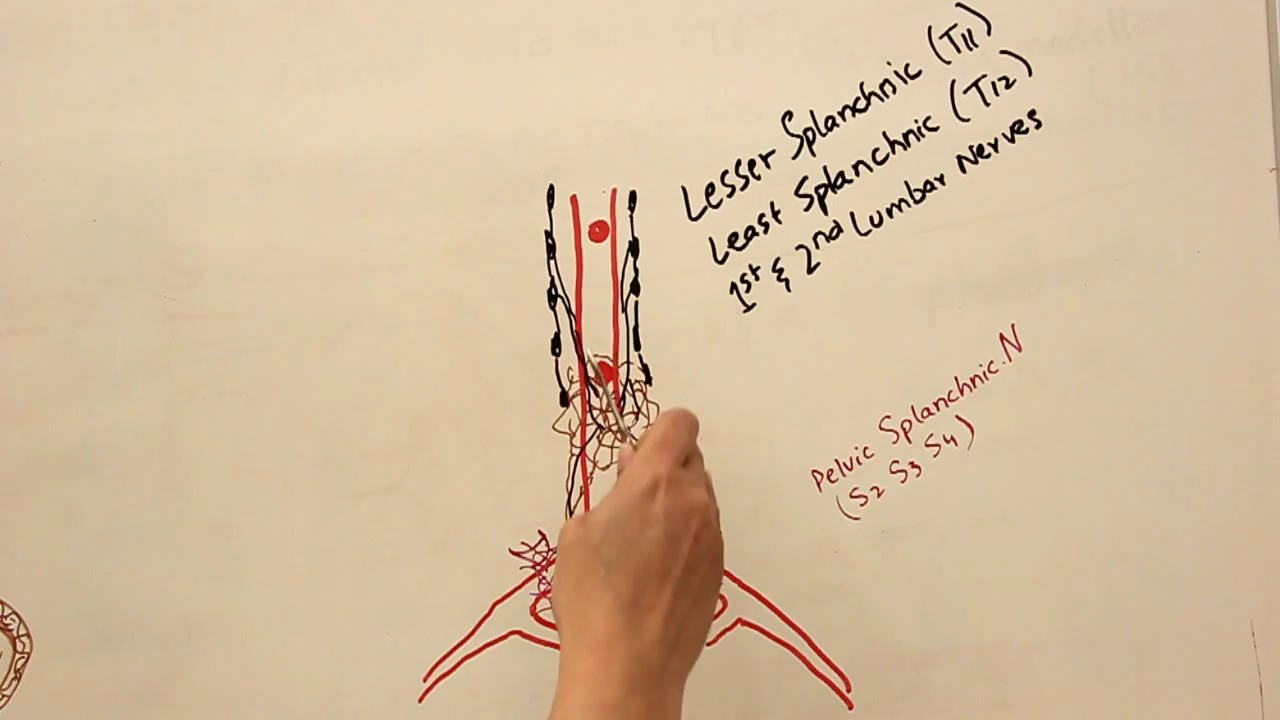 Lesser Splanchnic (T11)
Least Splanchnic (T12)
1st & 2nd Lumbar Nerves
Pelvic Splanchnic.N
(S2 S3 S4)